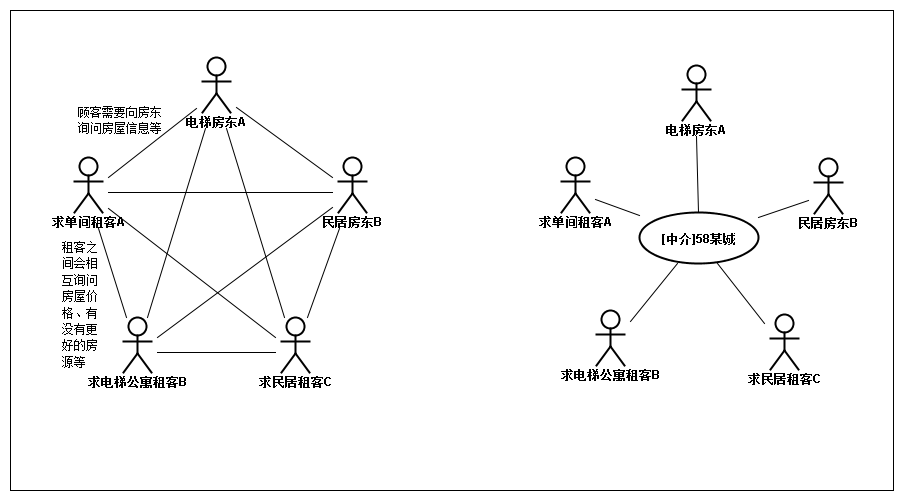 电梯房东A
顾客需要向房东
询问房屋信息等
求单间租客A
民居房东B
租客之
间会相
互询问
房屋价
格、有
没有更
好的房
源等
求电梯公寓租客B
求民居租客C
电梯房东A
求单间租客A
民居房东B
[中介]58某城
求电梯公寓租客B
求民居租客C